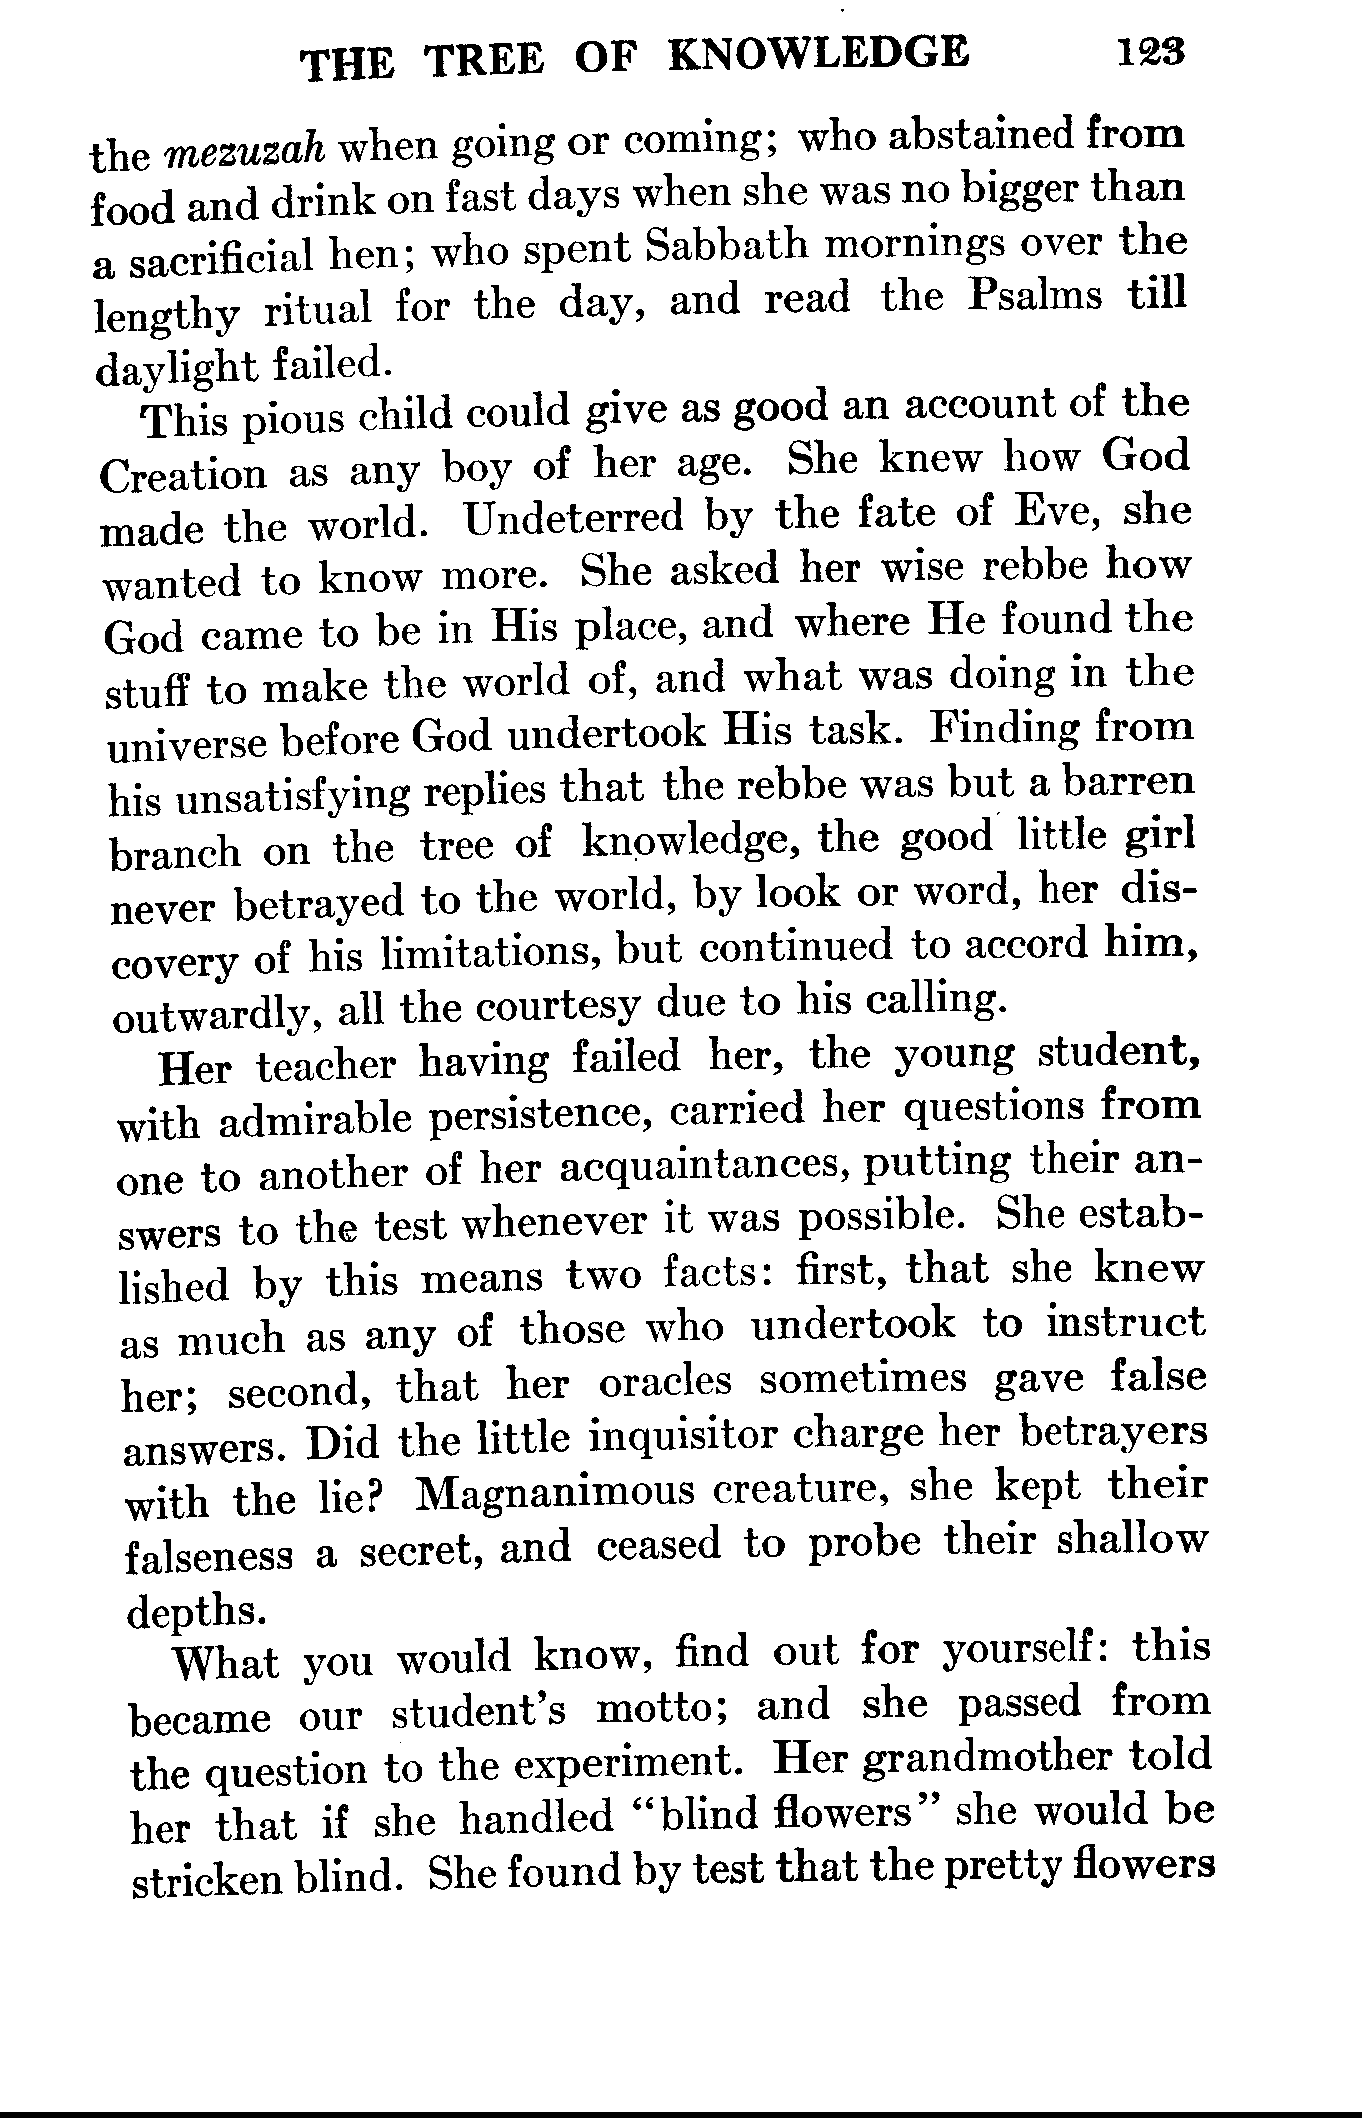 THE TREE OF KNOWLEDGE 123
the mezuzah when going or coming; who abstained from
food and drink on fast days when she was no bigger than
a sacrificial hen; who spent Sabbath mornings over the
lengthy ritual for the day, and read the Psalms till
daylight failed.
This pious child could give as good an account of the
Creation as any boy of her age. She knew how God
made the world. Undeterred by the fate of Eve, she
wanted to know more. She asked her wise rebbe how
God came to be in His place, and where He found the
stuff to make the world of, and what was doing in the
universe before God undertook His task. Finding from
his unsatisfying replies that the rebbe was but a barren
branch on the tree of knowledge, the good little girl
never betrayed to the world, by look or word, her dis-
covery of his limitations, but continued to accord him,
outwardly, all the courtesy due to his calling.
Her teacher having failed her, the young student,
with admirable persistence, carried her questions from
one to another of her acquaintances, putting their an-
swers to the test whenever it was possible. She estab-
lished by this means two facts: first, that she knew
as much as any of those who undertook to instruct
her; second, that her oracles sometimes gave false
answers. Did the little inquisitor charge her betrayers
with the lie? Magnanimous creature, she kept their
falseness a secret, and ceased to probe their shallow
depths.
What you would know, find out for yourself: this
became our student's motto; and she passed from
the question to the experiment. Her grandmother told
her that if she handled "blind flowers" she would be
stricken blind. She found by test that the pretty flowers